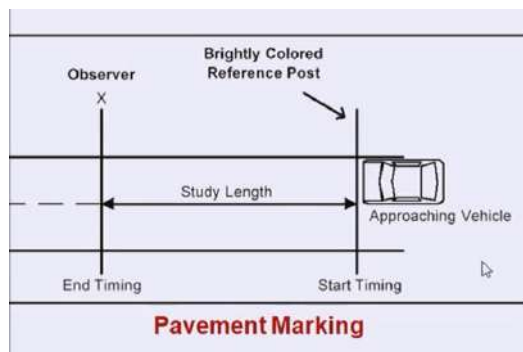 Brightly Colored
Reference Post
Observer
X
Study Length
Approaching Vehicle
End Timing
Start Timing
Pavement Marking